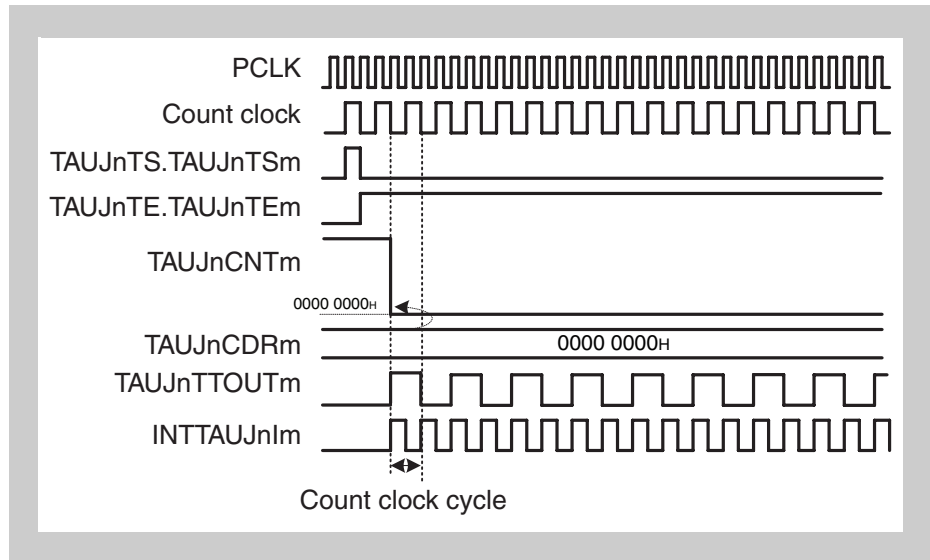 PCLK
Count clock
TAUJnTS.TAUJnTSm
TAUJnTE.TAUJnTEm
TAUJnCNTm
0000 0000H
TAUJnCDRm
0000 0000H
TAUJnTTOUTm
INTTAUJnIm
Count clock cycle